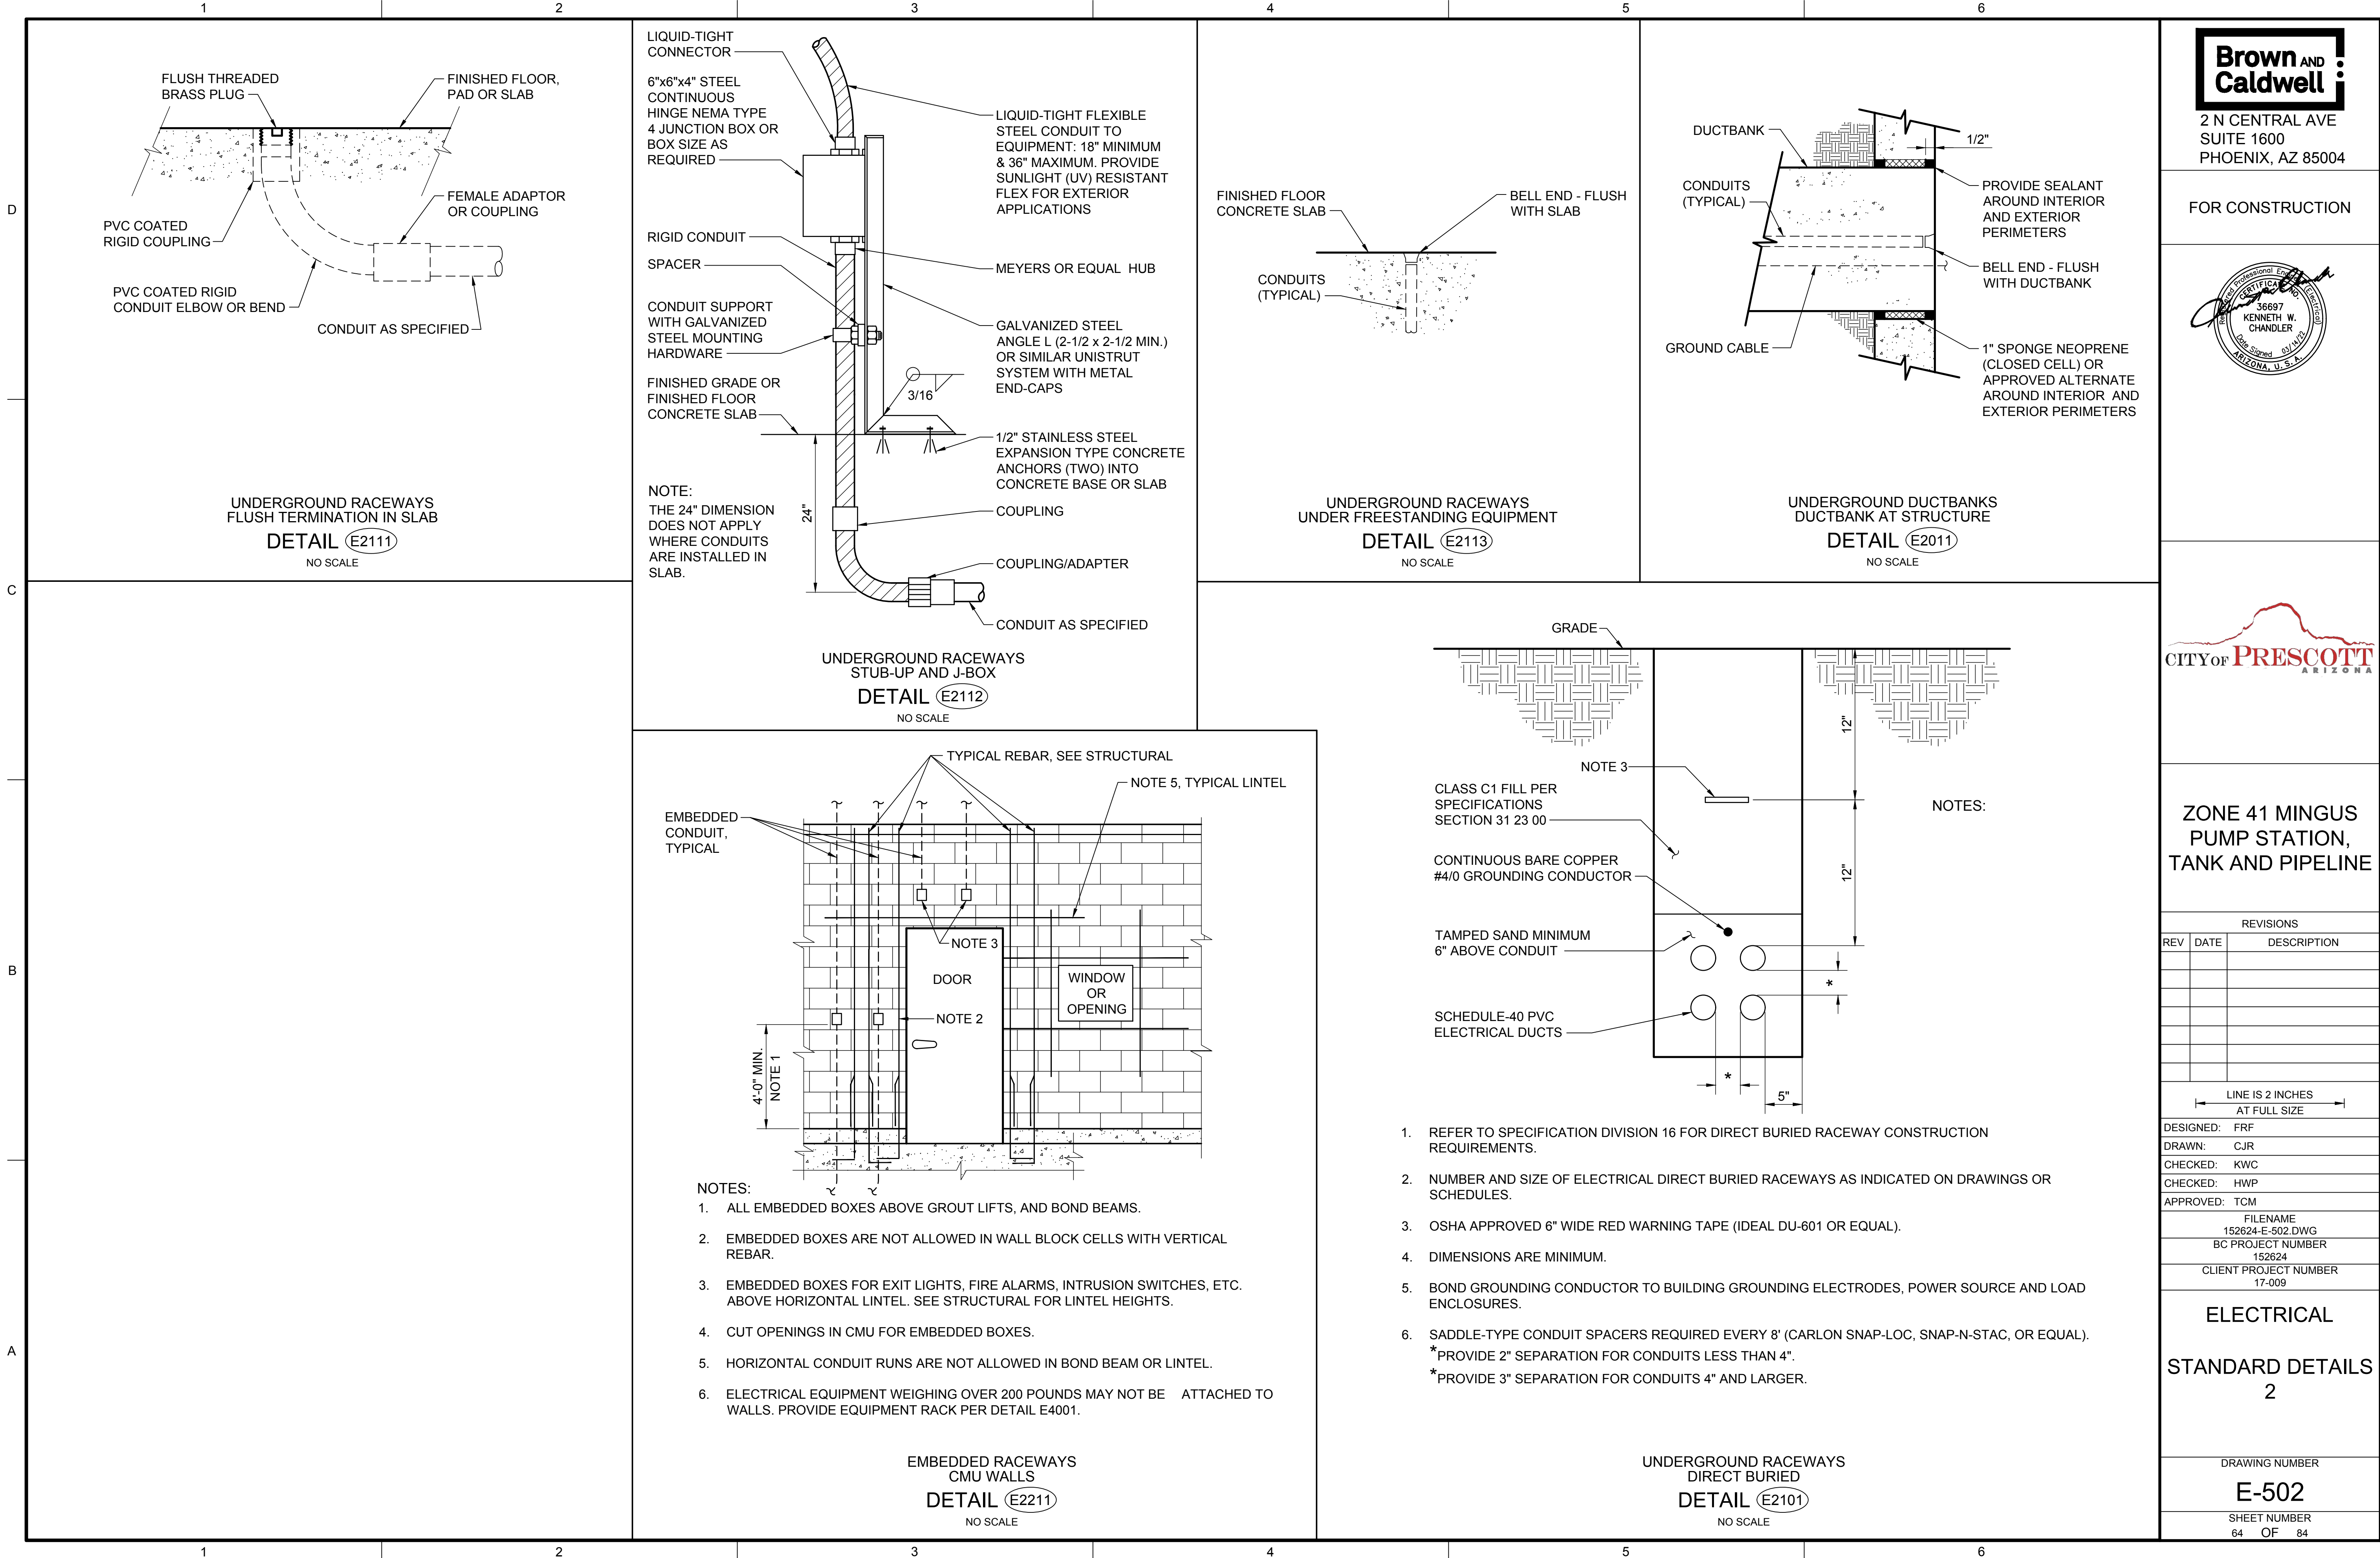 1 2 3 4 5 6
D
C
B
A
FLUSH THREADED
BRASS PLUG
FINISHED FLOOR,
PAD OR SLAB
PVC COATED
RIGID COUPLING
FEMALE ADAPTOR
OR COUPLING
PVC COATED RIGID
CONDUIT ELBOW OR BEND
CONDUIT AS SPECIFIED
UNDERGROUND RACEWAYS
FLUSH TERMINATION IN SLAB
DETAIL E2111
NO SCALE
LIQUID-TIGHT
CONNECTOR
6"x6"x4" STEEL
CONTINUOUS
HINGE NEMA TYPE
4 JUNCTION BOX OR
BOX SIZE AS
REQUIRED
RIGID CONDUIT
SPACER
CONDUIT SUPPORT
WITH GALVANIZED
STEEL MOUNTING
HARDWARE
FINISHED GRADE OR
FINISHED FLOOR
CONCRETE SLAB
NOTE:
THE 24" DIMENSION
DOES NOT APPLY
WHERE CONDUITS
ARE INSTALLED IN
SLAB.
24"
3/16
LIQUID-TIGHT FLEXIBLE
STEEL CONDUIT TO
EQUIPMENT: 18" MINIMUM
& 36" MAXIMUM. PROVIDE
SUNLIGHT (UV) RESISTANT
FLEX FOR EXTERIOR
APPLICATIONS
MEYERS OR EQUAL HUB
GALVANIZED STEEL
ANGLE L (2-1/2 x 2-1/2 MIN.)
OR SIMILAR UNISTRUT
SYSTEM WITH METAL
END-CAPS
1/2" STAINLESS STEEL
EXPANSION TYPE CONCRETE
ANCHORS (TWO) INTO
CONCRETE BASE OR SLAB
COUPLING
COUPLING/ADAPTER
CONDUIT AS SPECIFIED
UNDERGROUND RACEWAYS
STUB-UP AND J-BOX
DETAIL E2112
NO SCALE
FINISHED FLOOR
CONCRETE SLAB
BELL END - FLUSH
WITH SLAB
CONDUITS
(TYPICAL)
UNDERGROUND RACEWAYS
UNDER FREESTANDING EQUIPMENT
DETAIL E2113
NO SCALE
DUCTBANK
1/2"
CONDUITS
(TYPICAL)
PROVIDE SEALANT
AROUND INTERIOR
AND EXTERIOR
PERIMETERS
BELL END - FLUSH
WITH DUCTBANK
GROUND CABLE
1" SPONGE NEOPRENE
(CLOSED CELL) OR
APPROVED ALTERNATE
AROUND INTERIOR AND
EXTERIOR PERIMETERS
UNDERGROUND DUCTBANKS
DUCTBANK AT STRUCTURE
DETAIL E2011
NO SCALE
TYPICAL REBAR, SEE STRUCTURAL
NOTE 5, TYPICAL LINTEL
EMBEDDED
CONDUIT,
TYPICAL
NOTE 3
DOOR
WINDOW
OR
OPENING
NOTE 2
4'-0" MIN.
NOTE 1
NOTES:
1. ALL EMBEDDED BOXES ABOVE GROUT LIFTS, AND BOND BEAMS.
2. EMBEDDED BOXES ARE NOT ALLOWED IN WALL BLOCK CELLS WITH VERTICAL
REBAR.
3. EMBEDDED BOXES FOR EXIT LIGHTS, FIRE ALARMS, INTRUSION SWITCHES, ETC.
ABOVE HORIZONTAL LINTEL. SEE STRUCTURAL FOR LINTEL HEIGHTS.
4. CUT OPENINGS IN CMU FOR EMBEDDED BOXES.
5. HORIZONTAL CONDUIT RUNS ARE NOT ALLOWED IN BOND BEAM OR LINTEL.
6. ELECTRICAL EQUIPMENT WEIGHING OVER 200 POUNDS MAY NOT BE ATTACHED TO
WALLS. PROVIDE EQUIPMENT RACK PER DETAIL E4001.
EMBEDDED RACEWAYS
CMU WALLS
DETAIL E2211
NO SCALE
GRADE
NOTE 3
12"
CLASS C1 FILL PER
SPECIFICATIONS
SECTION 31 23 00
NOTES:
CONTINUOUS BARE COPPER
#4/0 GROUNDING CONDUCTOR
12"
TAMPED SAND MINIMUM
6" ABOVE CONDUIT
*
SCHEDULE-40 PVC
ELECTRICAL DUCTS
*
5"
1. REFER TO SPECIFICATION DIVISION 16 FOR DIRECT BURIED RACEWAY CONSTRUCTION
REQUIREMENTS.
2. NUMBER AND SIZE OF ELECTRICAL DIRECT BURIED RACEWAYS AS INDICATED ON DRAWINGS OR
SCHEDULES.
3. OSHA APPROVED 6" WIDE RED WARNING TAPE (IDEAL DU-601 OR EQUAL).
4. DIMENSIONS ARE MINIMUM.
5. BOND GROUNDING CONDUCTOR TO BUILDING GROUNDING ELECTRODES, POWER SOURCE AND LOAD
ENCLOSURES.
6. SADDLE-TYPE CONDUIT SPACERS REQUIRED EVERY 8' (CARLON SNAP-LOC, SNAP-N-STAC, OR EQUAL).
*PROVIDE 2" SEPARATION FOR CONDUITS LESS THAN 4".
*PROVIDE 3" SEPARATION FOR CONDUITS 4" AND LARGER.
UNDERGROUND RACEWAYS
DIRECT BURIED
DETAIL E2101
NO SCALE
Brown AND
Caldwell
2 N CENTRAL AVE
SUITE 1600
PHOENIX, AZ 85004
FOR CONSTRUCTION
Registered Professional Engineer (Electrical)
CERTIFICATE NO.
36697
KENNETH W.
CHANDLER
Date Signed 03/14/22
ARIZONA, U.S.A.
CITY OF PRESCOTT
ARIZONA
ZONE 41 MINGUS
PUMP STATION,
TANK AND PIPELINE
REVISIONS
REV DATE DESCRIPTION
LINE IS 2 INCHES
AT FULL SIZE
DESIGNED: FRF
DRAWN: CJR
CHECKED: KWC
CHECKED: HWP
APPROVED: TCM
FILENAME
152624-E-502.DWG
BC PROJECT NUMBER
152624
CLIENT PROJECT NUMBER
17-009
ELECTRICAL
STANDARD DETAILS
2
DRAWING NUMBER
E-502
SHEET NUMBER
64 OF 84
1 2 3 4 5 6